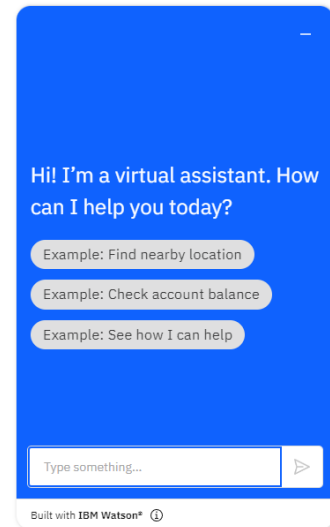 Hi! I’m a virtual assistant. How
can I help you today?
Example: Find nearby location
Example: Check account balance
Example: See how I can help
Type something...
Built with IBM Watson®